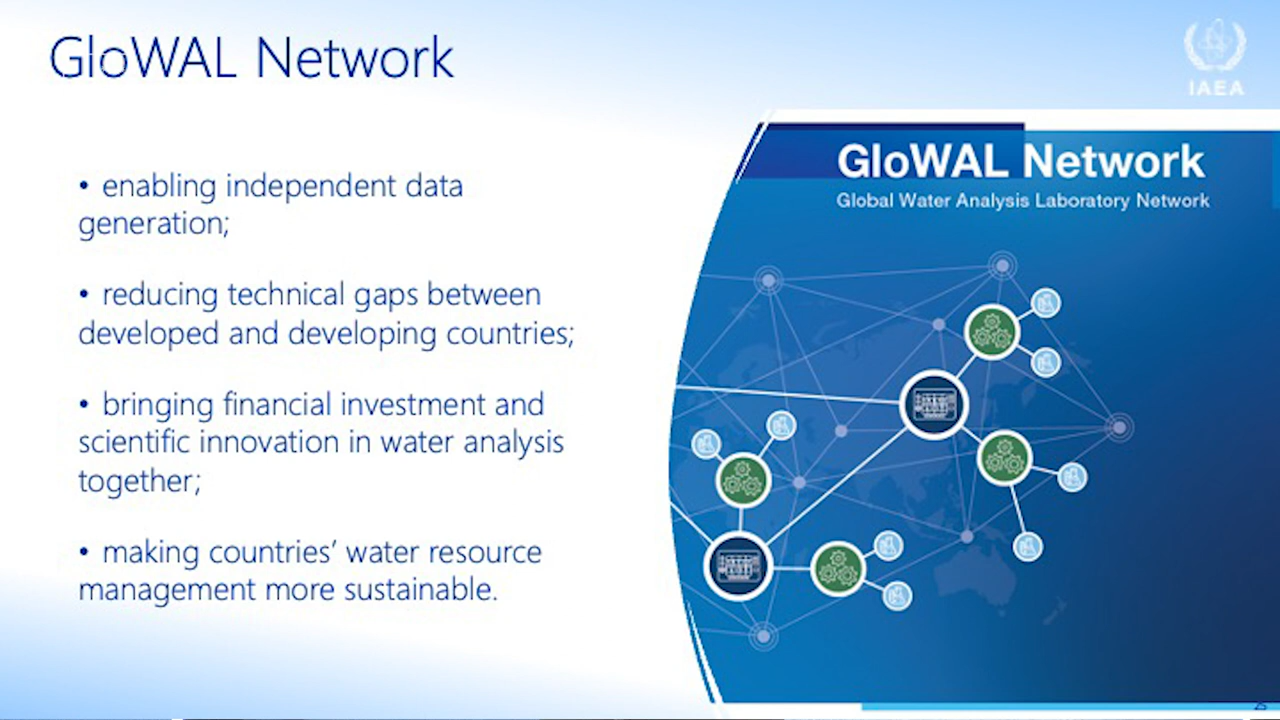 GloWAL Network
IAEA
• enabling independent data
generation;
• reducing technical gaps between
developed and developing countries;
• bringing financial investment and
scientific innovation in water analysis
together;
• making countries’ water resource
management more sustainable.
GloWAL Network
Global Water Analysis Laboratory Network
25